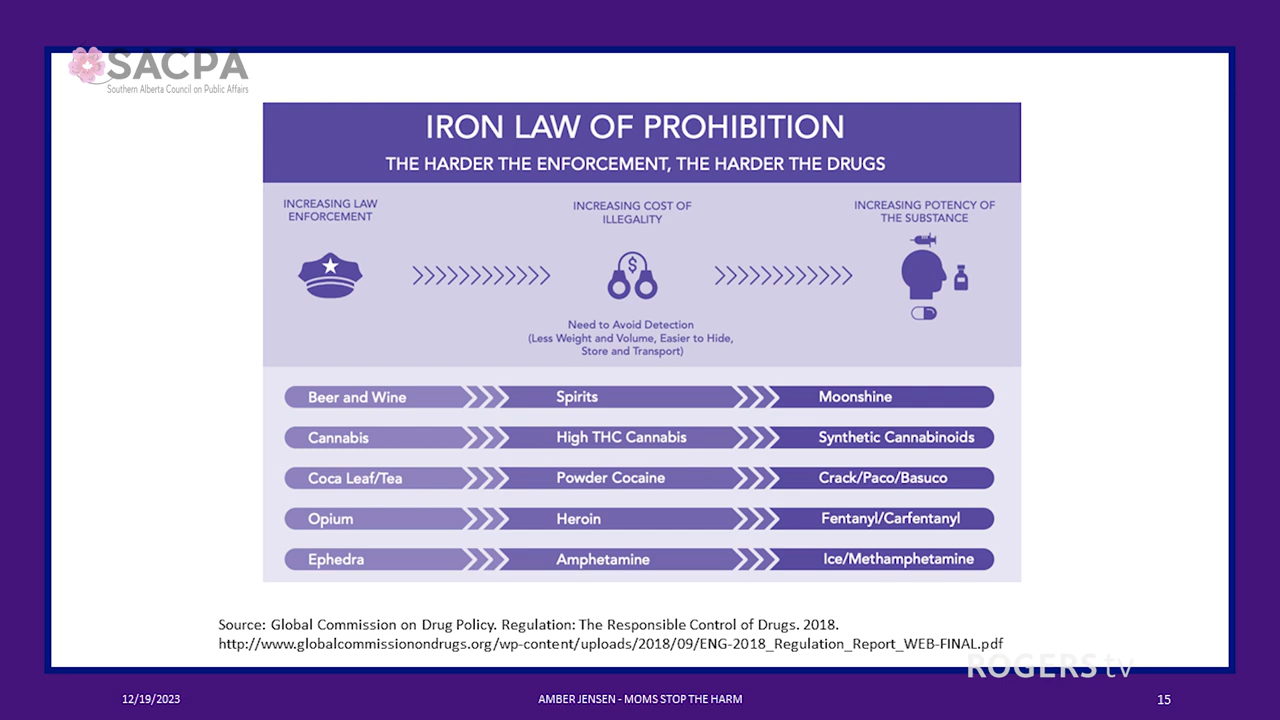 SACPA
Southern Alberta Council on Public Affairs
IRON LAW OF PROHIBITION
THE HARDER THE ENFORCEMENT, THE HARDER THE DRUGS
INCREASING LAW
ENFORCEMENT
INCREASING COST OF
ILLEGALITY
INCREASING POTENCY OF
THE SUBSTANCE
$
Need to Avoid Detection
(Less Weight and Volume, Easier to Hide,
Store and Transport)
Beer and Wine
Spirits
Moonshine
Cannabis
High THC Cannabis
Synthetic Cannabinoids
Coca Leaf/Tea
Powder Cocaine
Crack/Paco/Basuco
Opium
Heroin
Fentanyl/Carfentanyl
Ephedra
Amphetamine
Ice/Methamphetamine
Source: Global Commission on Drug Policy. Regulation: The Responsible Control of Drugs. 2018.
http://www.globalcommissionondrugs.org/wp-content/uploads/2018/09/ENG-2018_Regulation_Report_WEB-FINAL.pdf
ROGERS tv
12/19/2023
AMBER JENSEN - MOMS STOP THE HARM
15